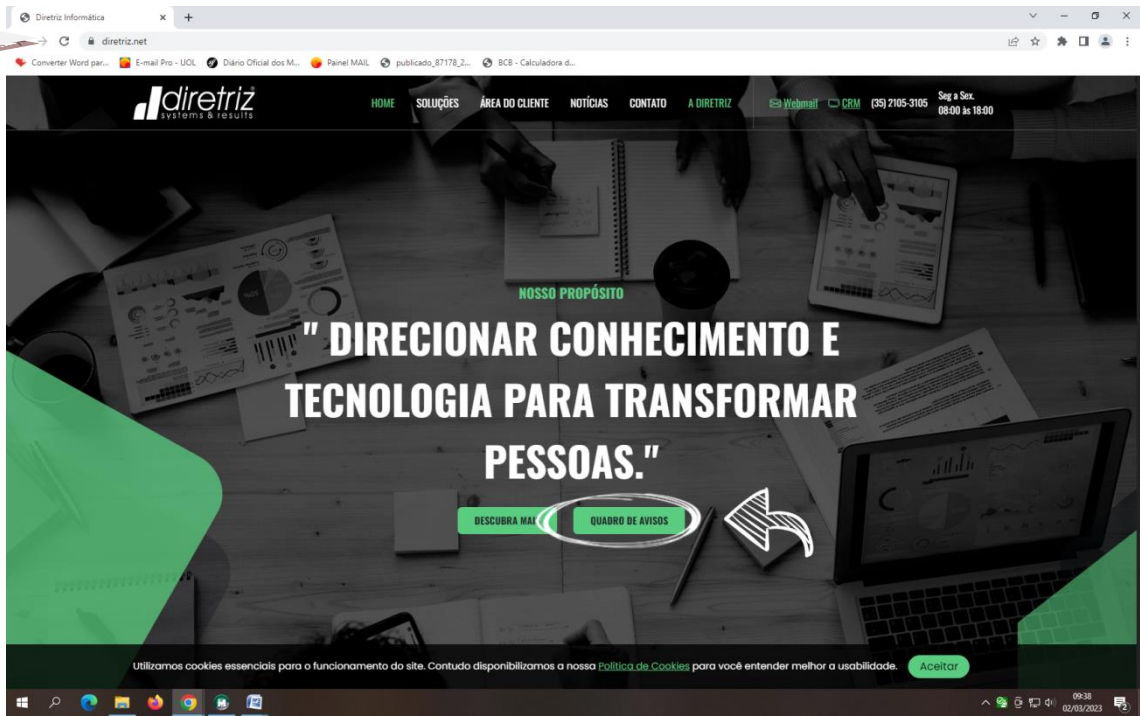 Diretriz Informática
diretriz.net
Converter Word par...
E-mail Pro - UOL
Diário Oficial dos M...
Painel MAIL
publicado_87178_2...
BCB - Calculadora d...
diretriz
systems & results
HOME
SOLUÇÕES
ÁREA DO CLIENTE
NOTÍCIAS
CONTATO
A DIRETRIZ
Webmail
CRM
(35) 2105-3105
Seg a Sex.
08:00 às 18:00
NOSSO PROPÓSITO
" DIRECIONAR CONHECIMENTO E
TECNOLOGIA PARA TRANSFORMAR
PESSOAS."
DESCUBRA MAI
QUADRO DE AVISOS
Utilizamos cookies essenciais para o funcionamento do site. Contudo disponibilizamos a nossa Política de Cookies para você entender melhor a usabilidade.
Aceitar
09:38
02/03/2023